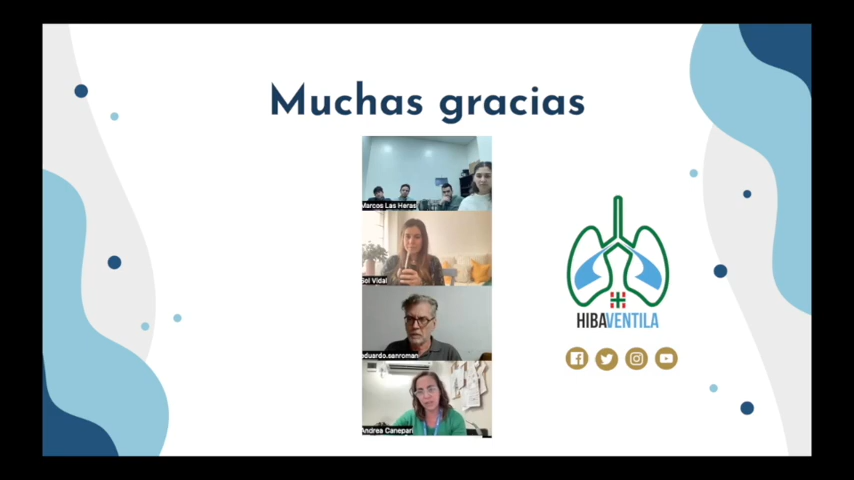 Muchas gracias
Marcos Las Heras
Sol Vidal
eduardo.sanroman
Andrea Canepari
HIBAVENTILA